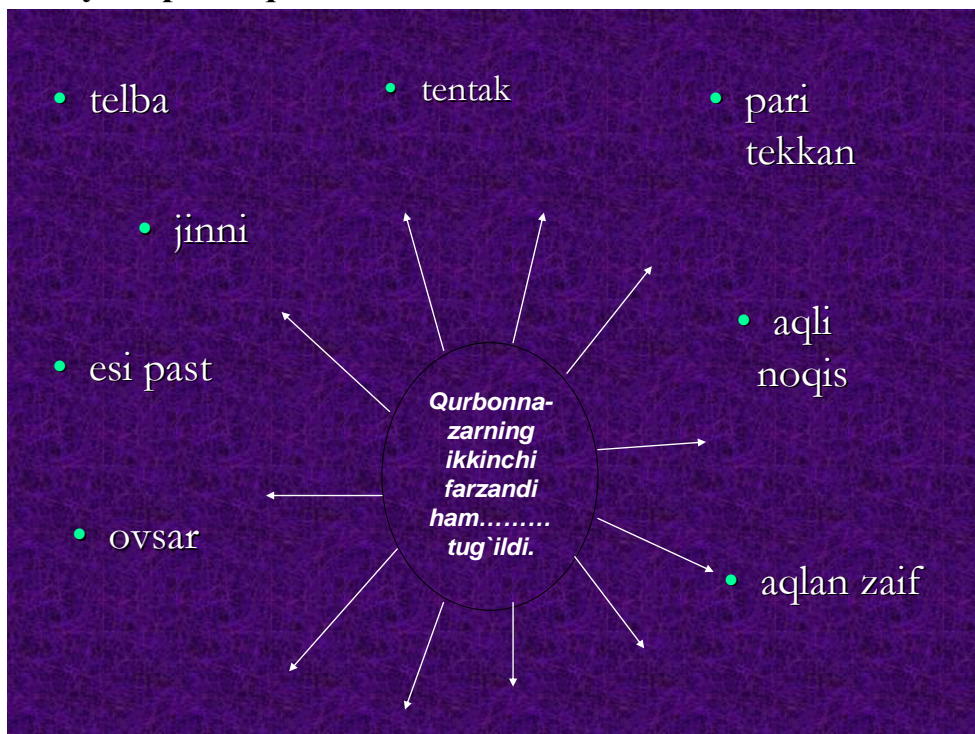 • telba
• tentak
• pari
tekkan
• jinni
• aqli
noqis
• esi past
Qurbonna-
zarning
ikkinchi
farzandi
ham………
tug`ildi.
• ovsar
• aqlan zaif